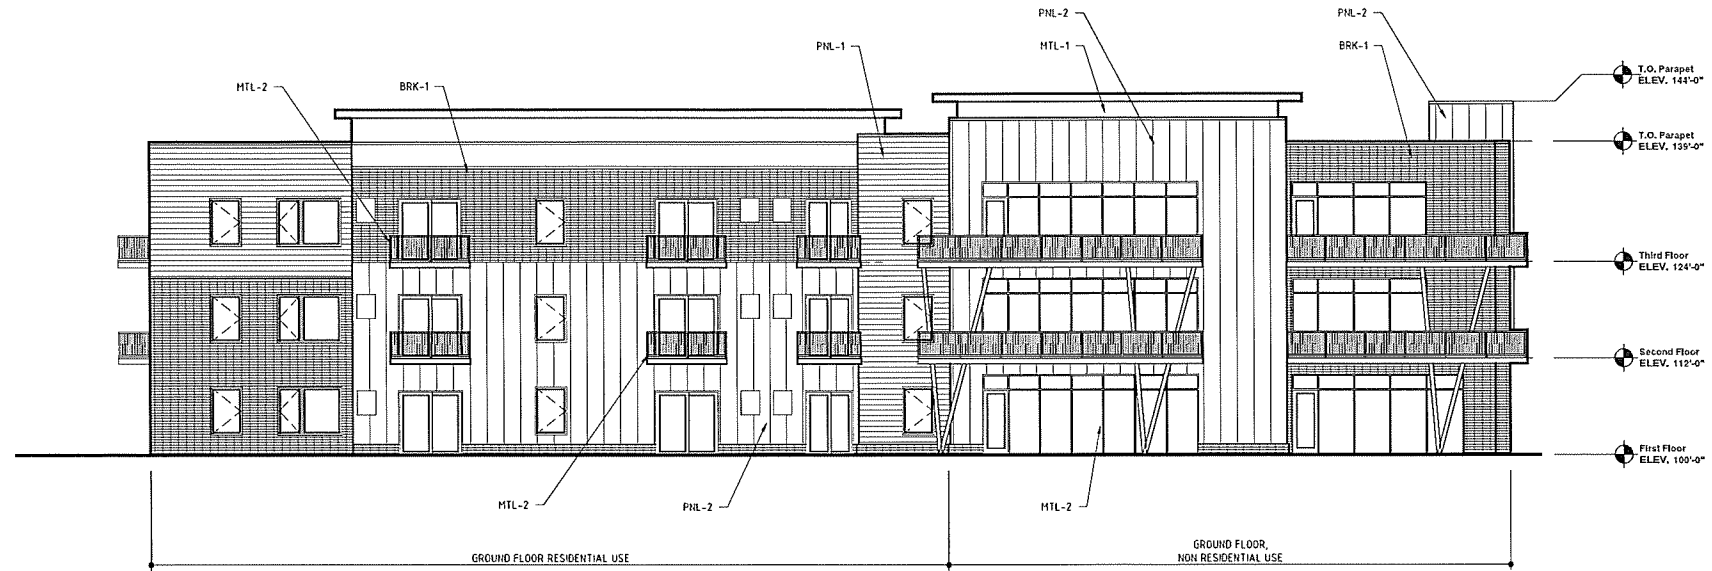 PNL-2
PNL-2
PNL-1
MTL-1
BRK-1
MTL-2
BRK-1
T.O. Parapet
ELEV. 144'-0"
T.O. Parapet
ELEV. 139'-0"
Third Floor
ELEV. 124'-0"
Second Floor
ELEV. 112'-0"
First Floor
ELEV. 100'-0"
MTL-2
PNL-2
MTL-2
GROUND FLOOR RESIDENTIAL USE
GROUND FLOOR,
NON RESIDENTIAL USE